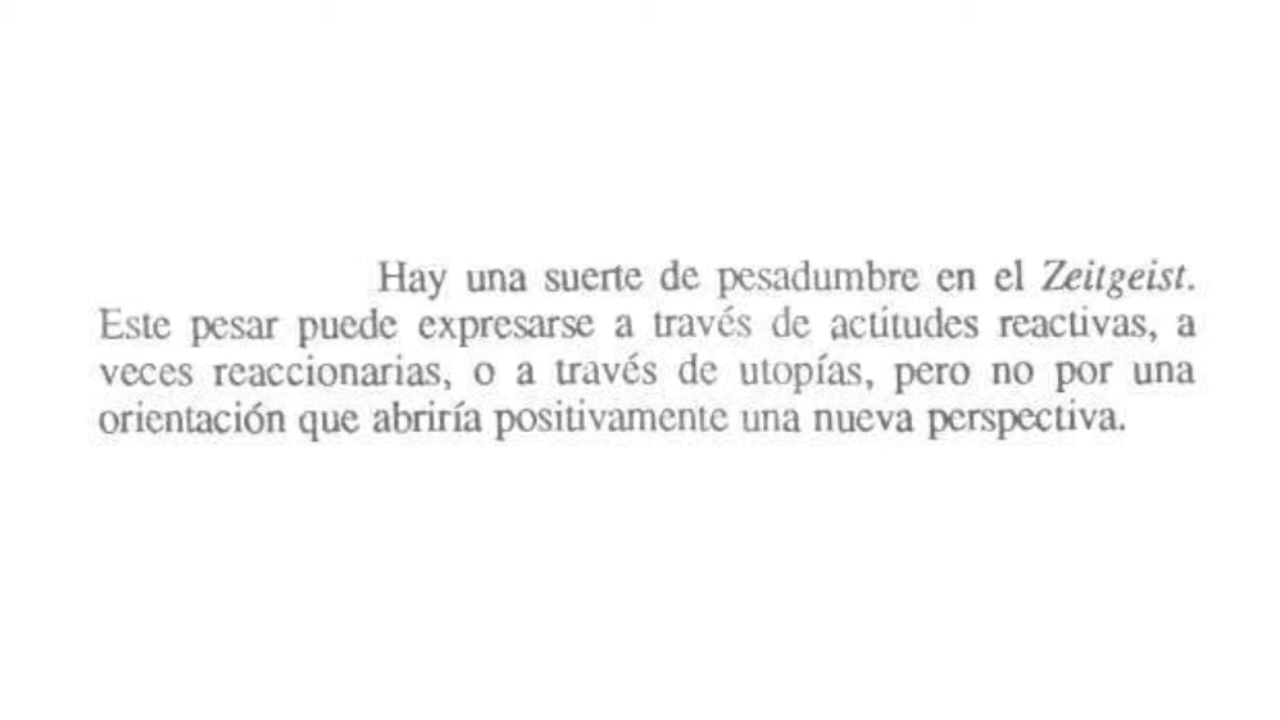 Hay una suerte de pesadumbre en el Zeitgeist.
Este pesar puede expresarse a través de actitudes reactivas, a
veces reaccionarias, o a través de utopías, pero no por una
orientación que abriría positivamente una nueva perspectiva.